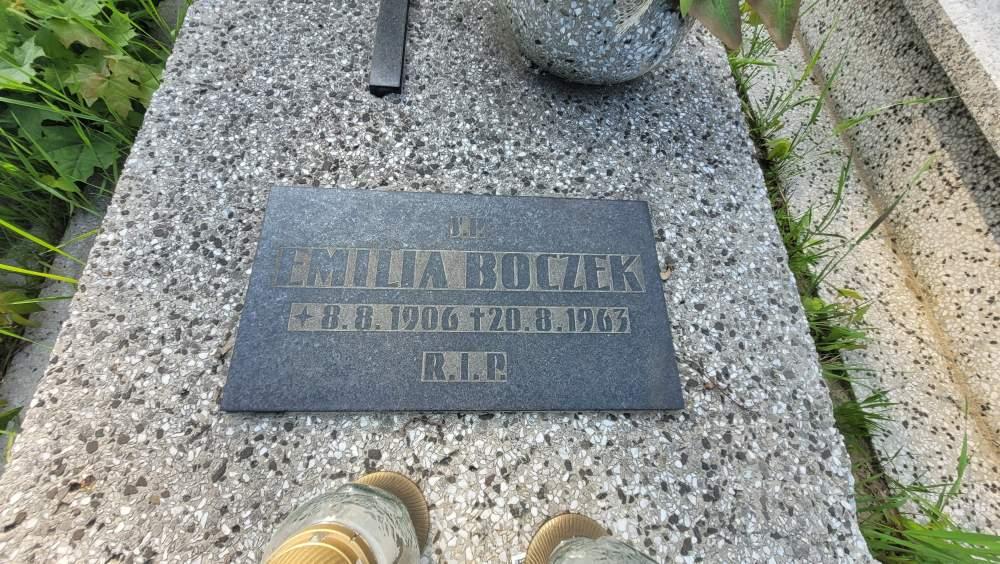 Ś.P.
EMILIA BOCZEK
✦ 8.8.1906 ✝ 20.8.1963
R.I.P.